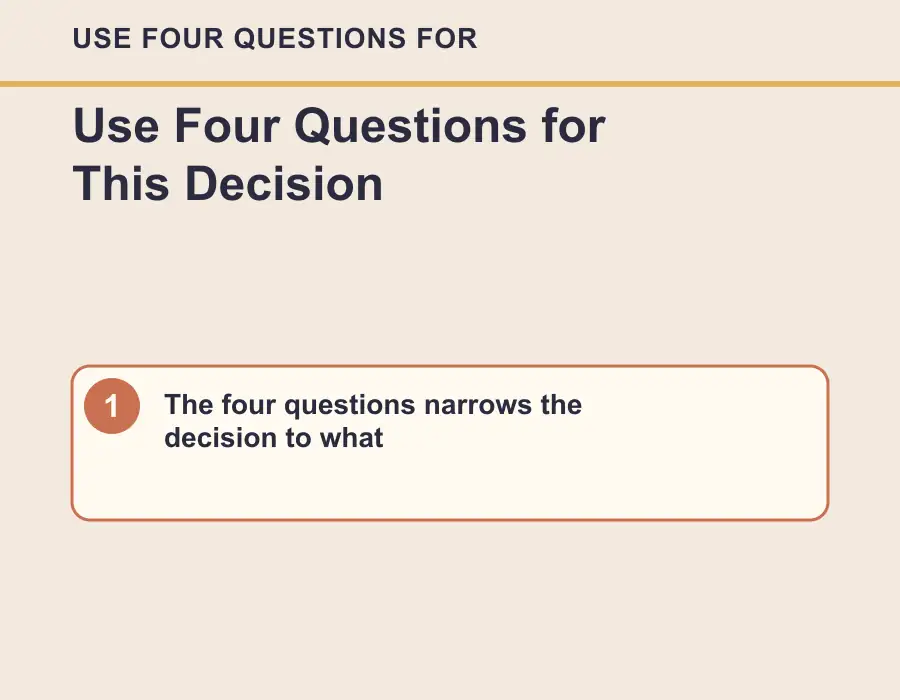 USE FOUR QUESTIONS FOR
Use Four Questions for
This Decision
1
The four questions narrows the
decision to what